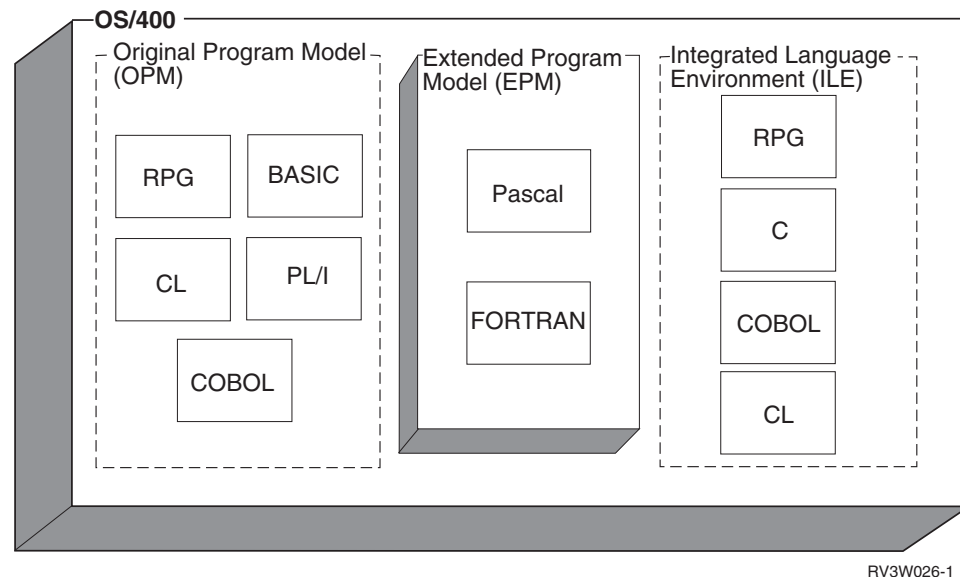 OS/400
Original Program Model
(OPM)
RPG
BASIC
CL
PL/I
COBOL
Extended Program
Model (EPM)
Pascal
FORTRAN
Integrated Language
Environment (ILE)
RPG
C
COBOL
CL
RV3W026-1